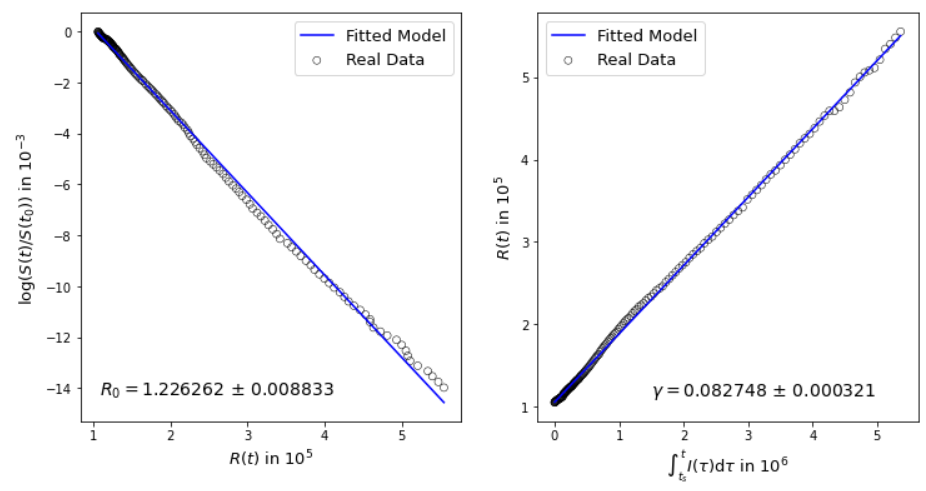 Fitted Model
Real Data
0
−2
−4
−6
−8
−10
−12
−14
log(S(t)/S(t₀)) in 10⁻³
R₀ = 1.226262 ± 0.008833
1 2 3 4 5
R(t) in 10⁵
Fitted Model
Real Data
5
4
3
2
1
R(t) in 10⁵
γ = 0.082748 ± 0.000321
0 1 2 3 4 5
∫ₜₛᵗ I(τ)dτ in 10⁶